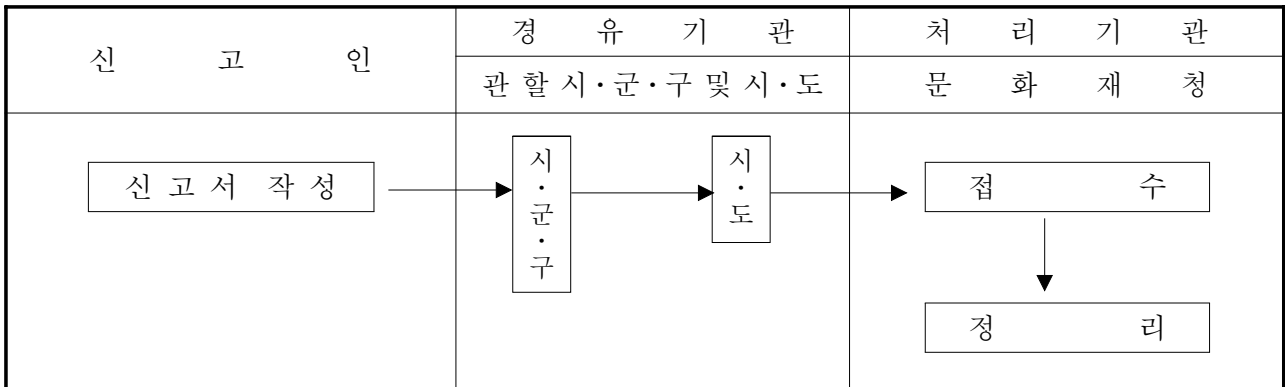 신 고 인
경 유 기 관
처 리 기 관
관 할 시·군·구 및 시·도
문 화 재 청
신 고 서 작 성
시·군·구
시·도
접 수
정 리